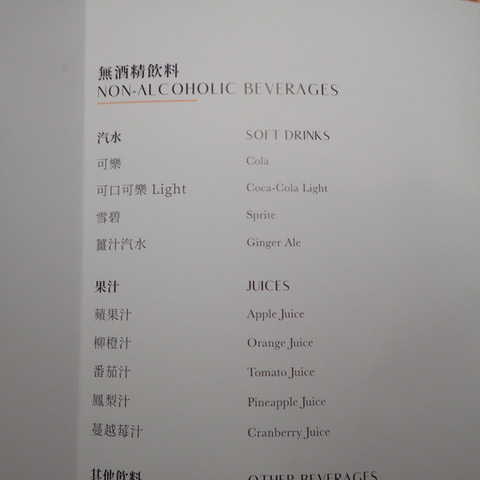 無酒精飲料
NON-ALCOHOLIC BEVERAGES
汽水 SOFT DRINKS
可樂 Cola
可口可樂 Light Coca-Cola Light
雪碧 Sprite
薑汁汽水 Ginger Ale
果汁 JUICES
蘋果汁 Apple Juice
柳橙汁 Orange Juice
番茄汁 Tomato Juice
鳳梨汁 Pineapple Juice
蔓越莓汁 Cranberry Juice
其他飲料 OTHER BEVERAGES